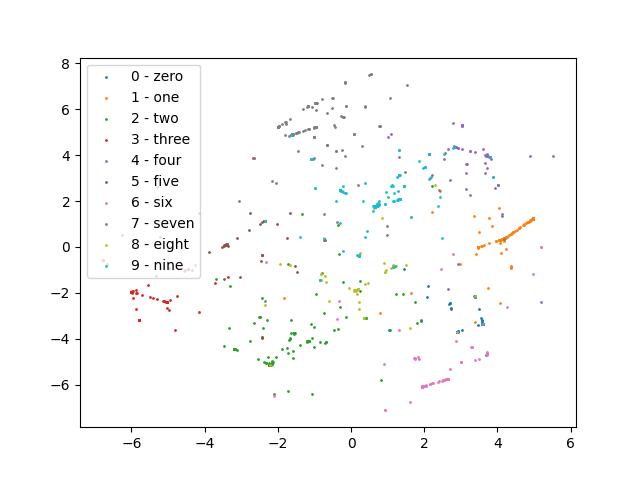 8
6
4
2
0
−2
−4
−6
−6
−4
−2
0
2
4
6
0 - zero
1 - one
2 - two
3 - three
4 - four
5 - five
6 - six
7 - seven
8 - eight
9 - nine